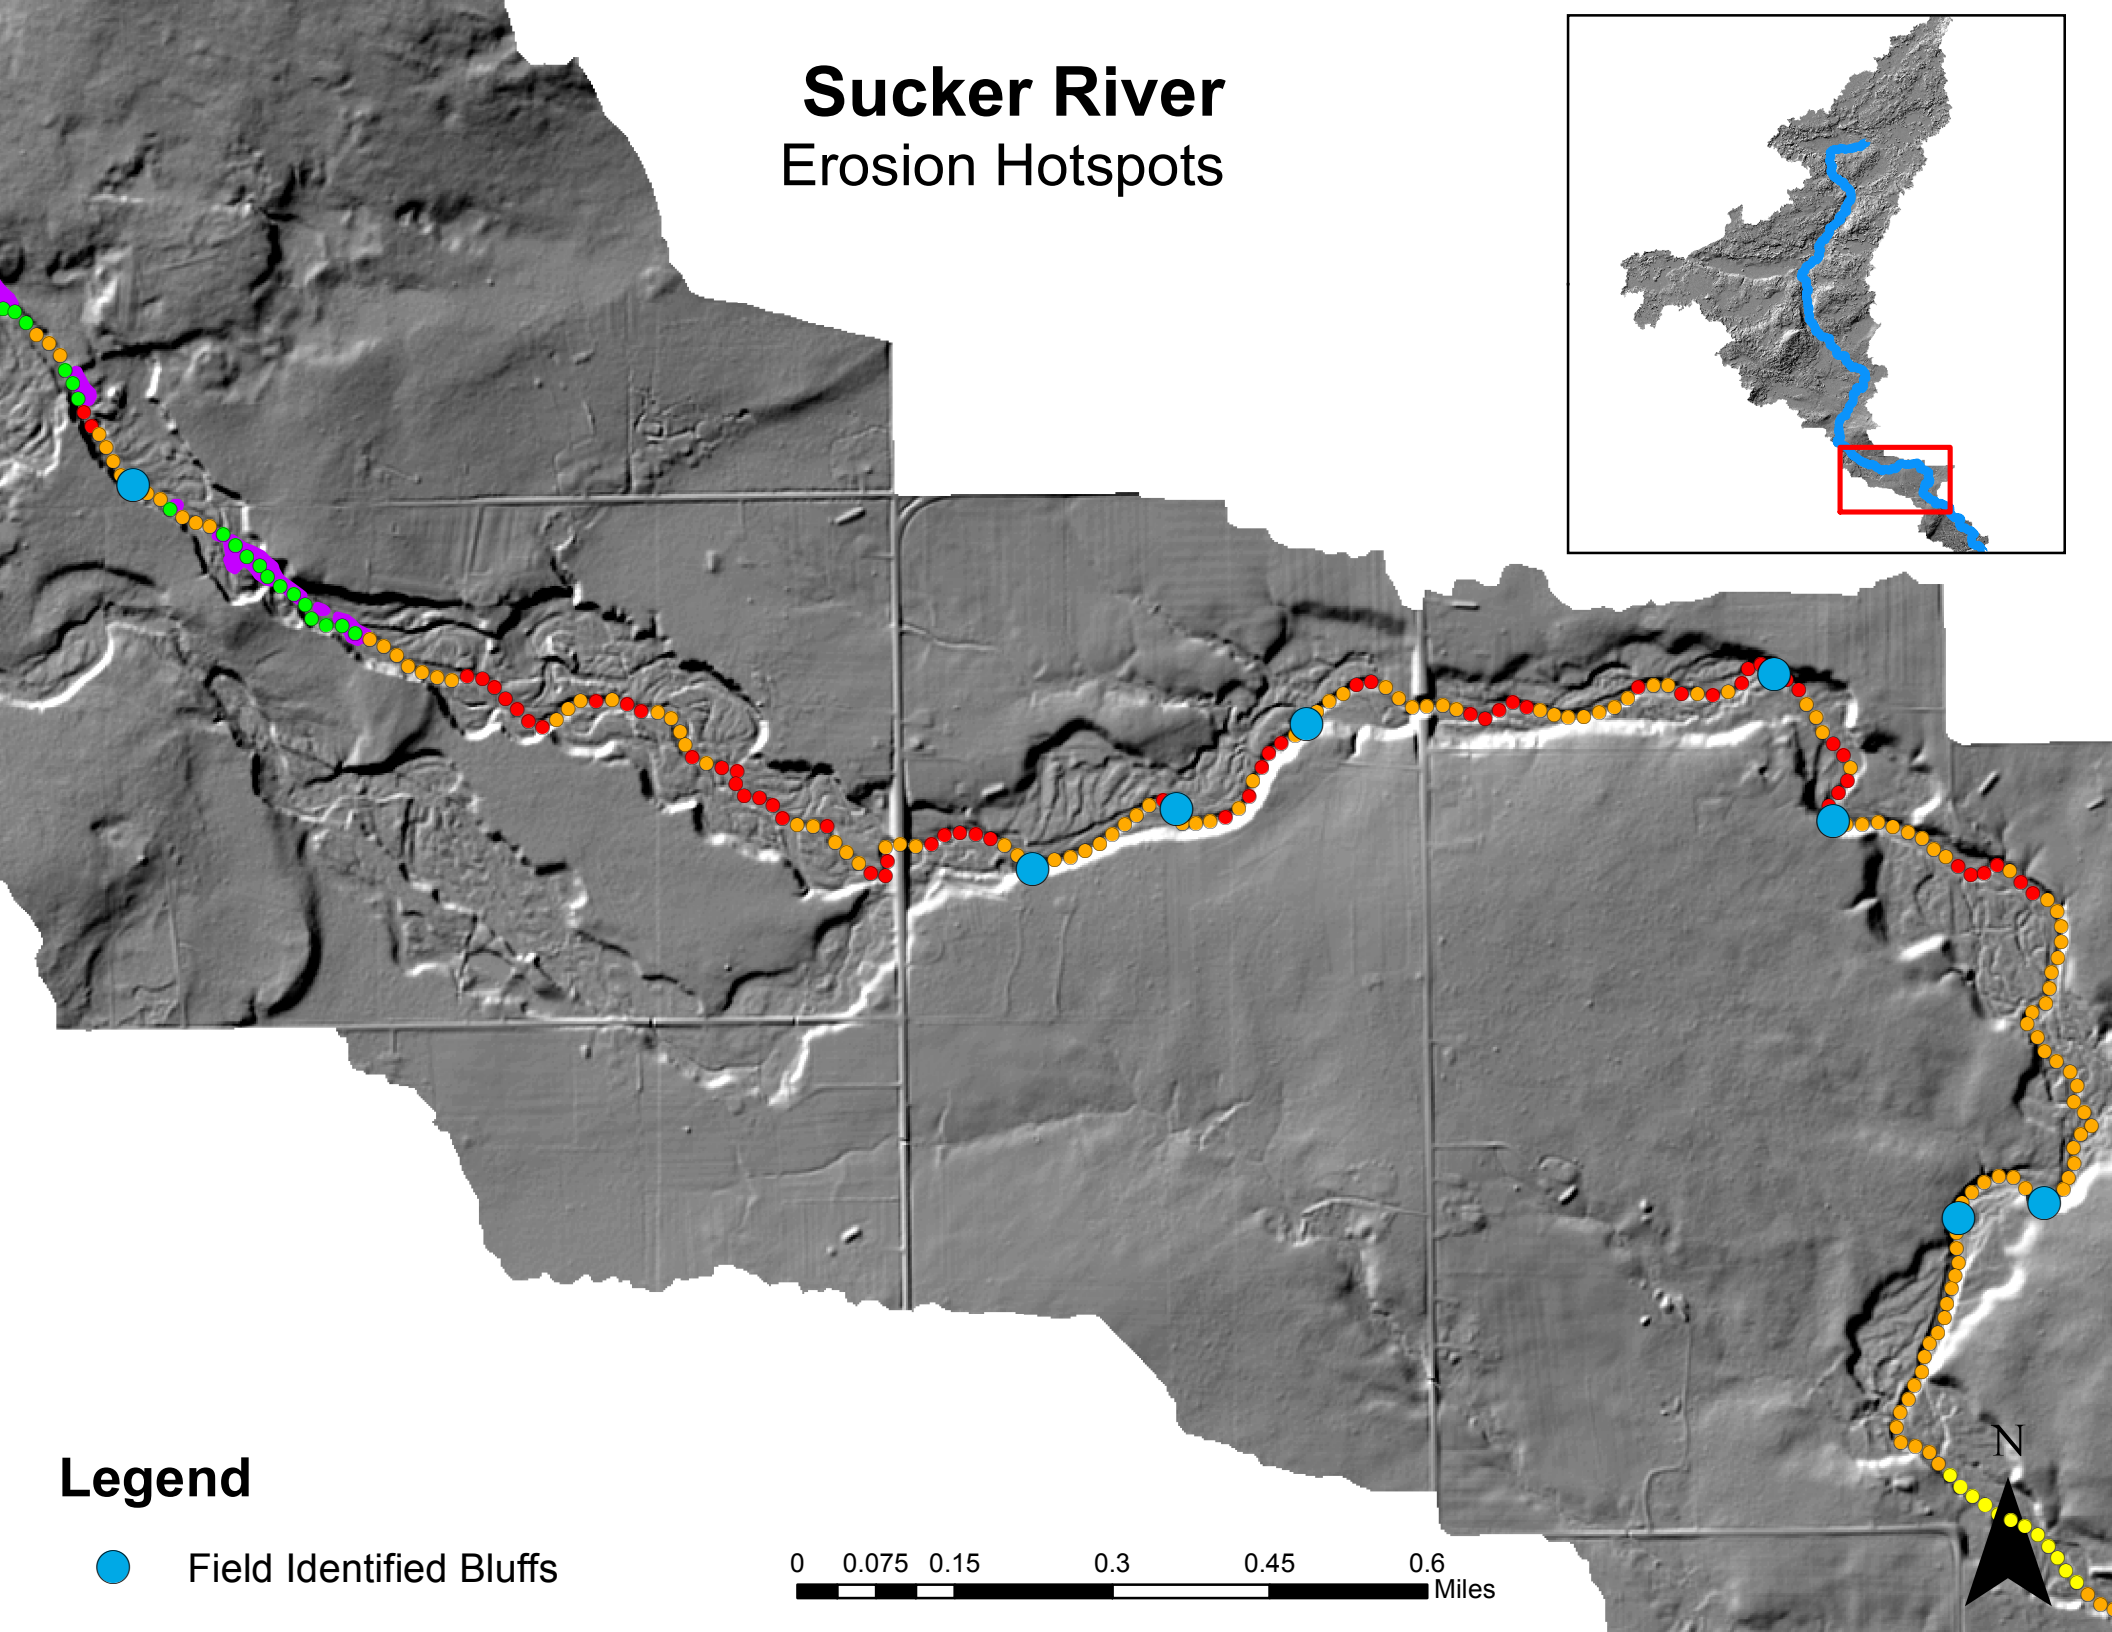 Sucker River
Erosion Hotspots
N
Legend
Field Identified Bluffs
0 0.075 0.15 0.3 0.45 0.6
Miles